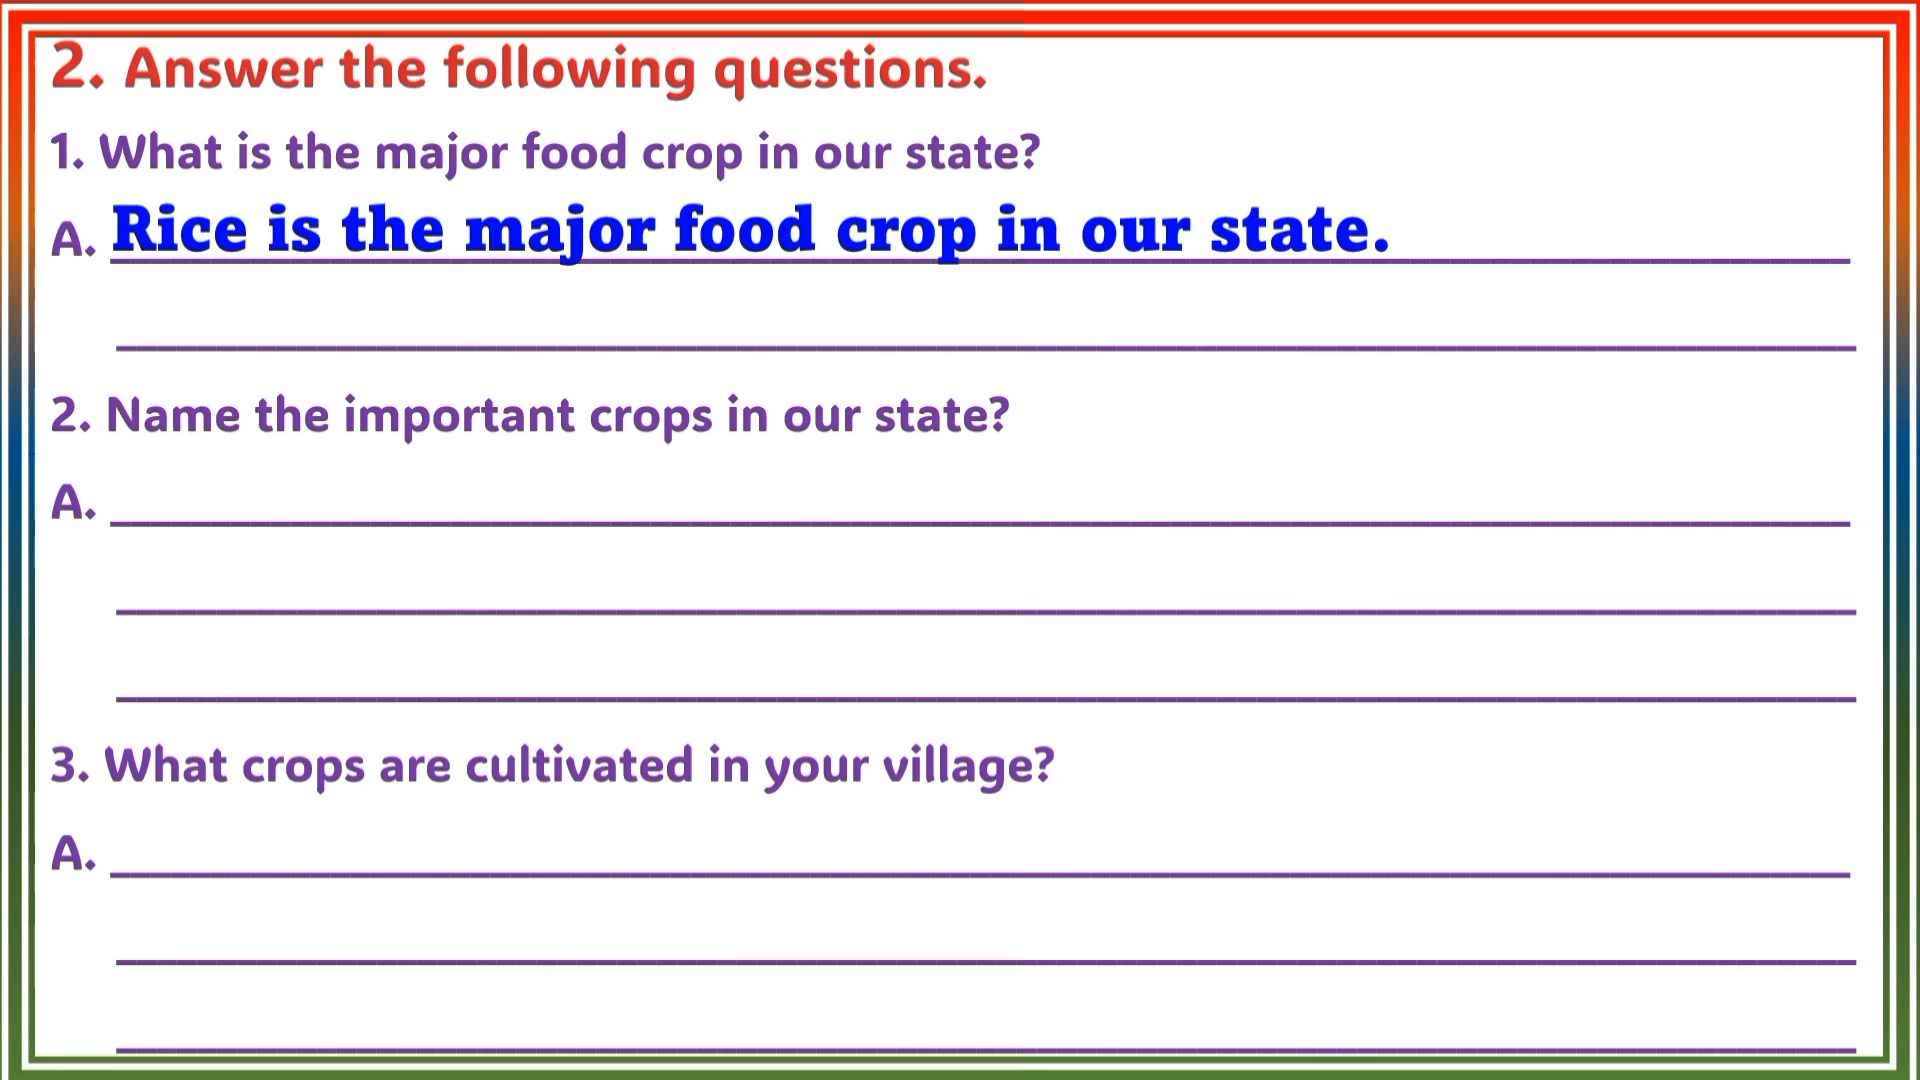 2. Answer the following questions.
1. What is the major food crop in our state?
A. Rice is the major food crop in our state.
2. Name the important crops in our state?
A.
3. What crops are cultivated in your village?
A.